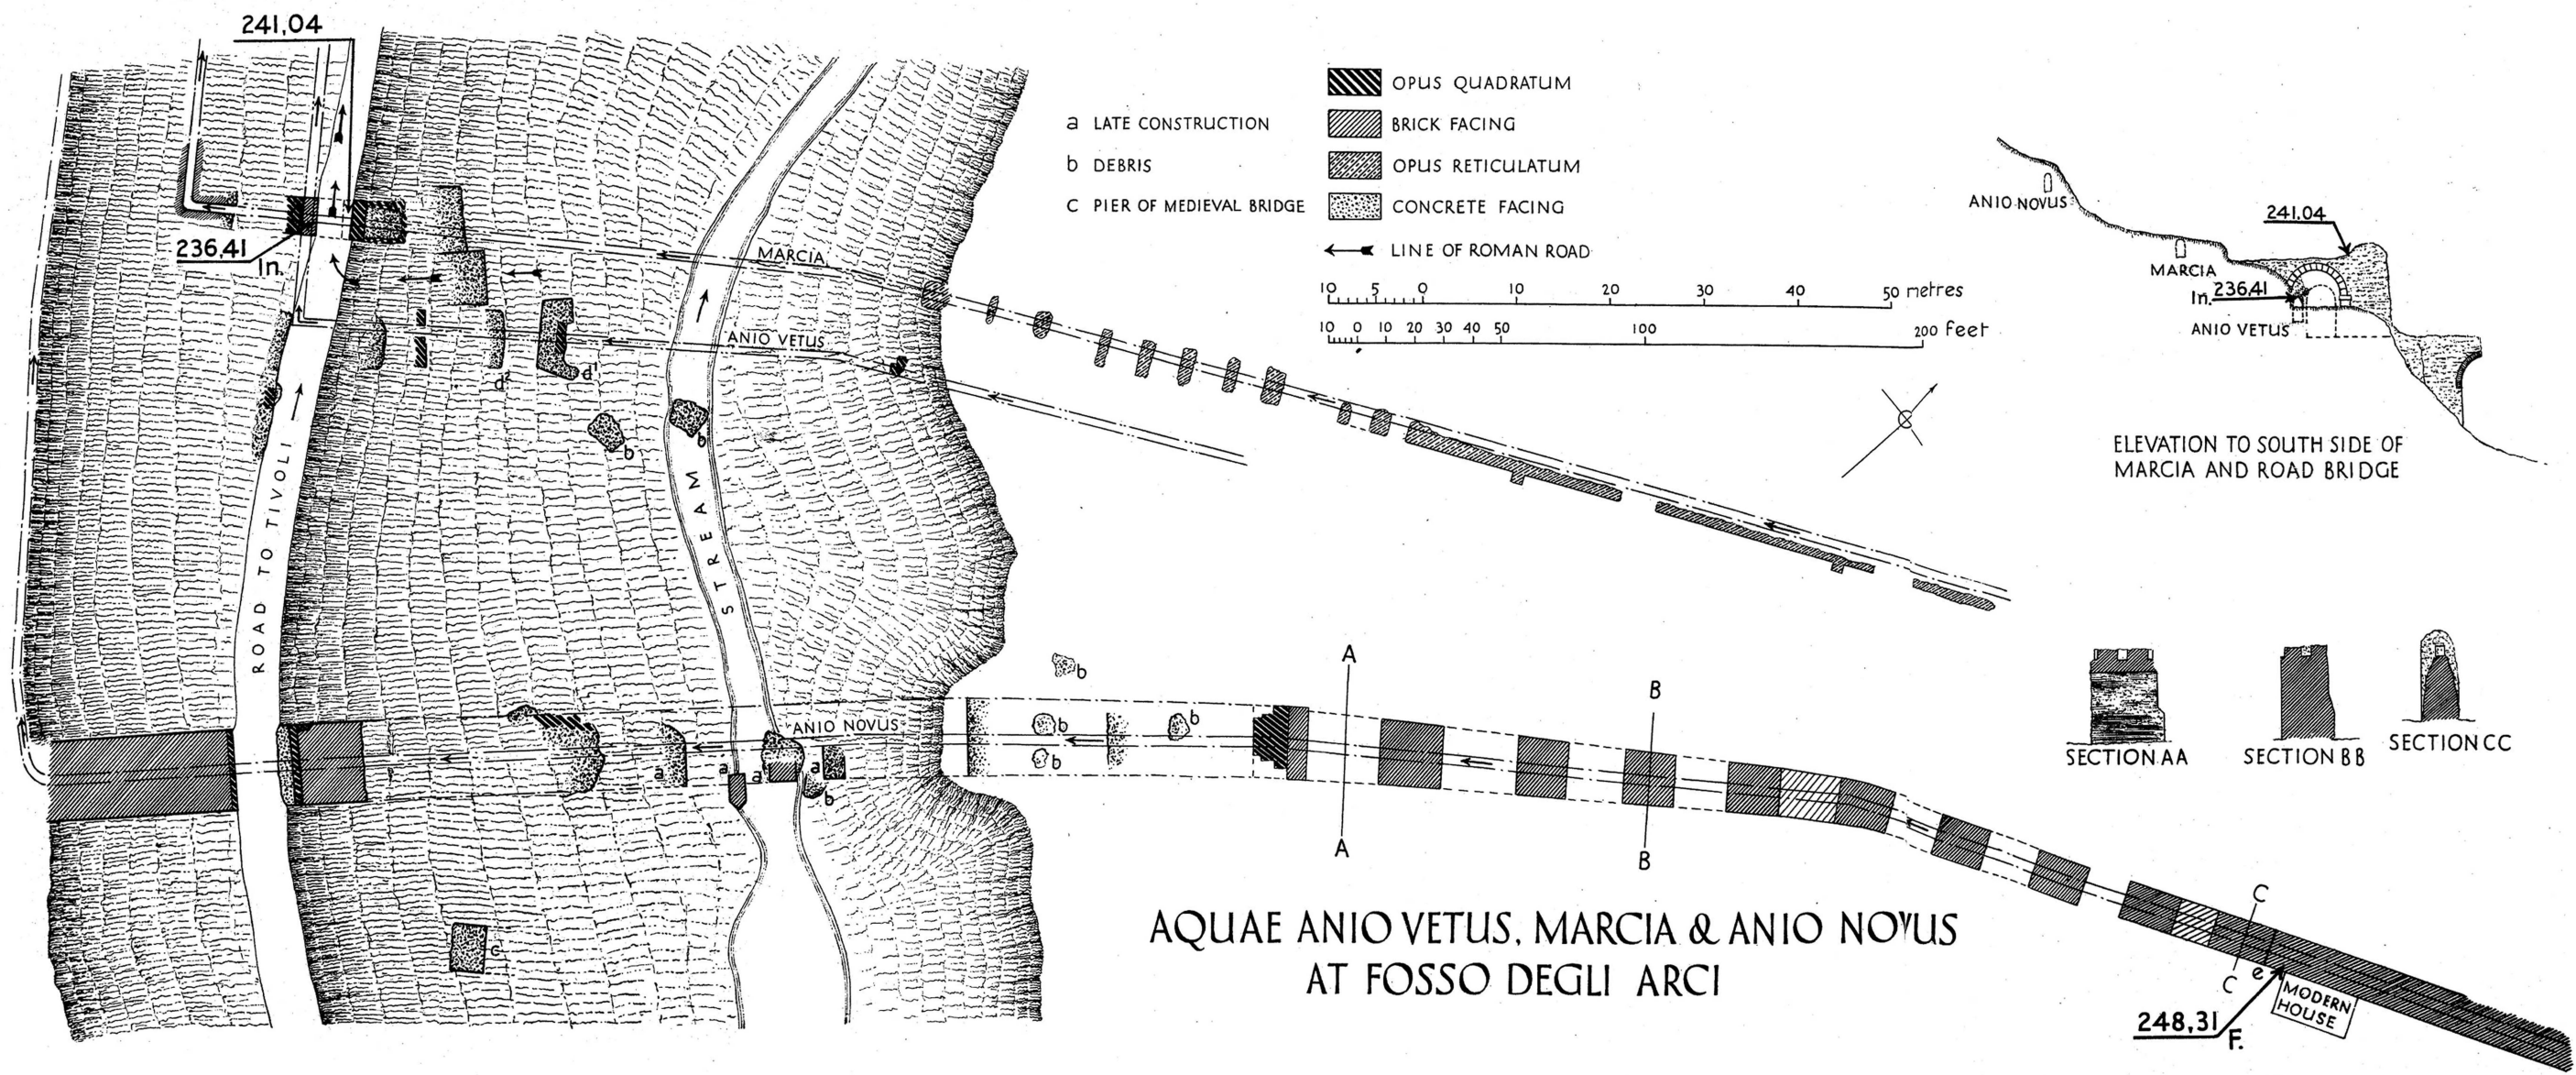 241,04
236,41
In.
MARCIA
ANIO VETUS
d²
d¹
b
b
ROAD TO TIVOLI
STREAM
ANIO NOVUS
a
a
a
a
b
c
b
b
b
b
a LATE CONSTRUCTION
b DEBRIS
c PIER OF MEDIEVAL BRIDGE
OPUS QUADRATUM
BRICK FACING
OPUS RETICULATUM
CONCRETE FACING
LINE OF ROMAN ROAD
10 5 0 10 20 30 40 50 metres
10 0 10 20 30 40 50 100 200 feet
ANIO NOVUS
241,04
MARCIA
In. 236,41
ANIO VETUS
ELEVATION TO SOUTH SIDE OF
MARCIA AND ROAD BRIDGE
A
A
B
B
C
C
e
MODERN
HOUSE
248,31
F.
SECTION AA
SECTION BB
SECTION CC
AQUAE ANIO VETUS, MARCIA & ANIO NOVUS
AT FOSSO DEGLI ARCI